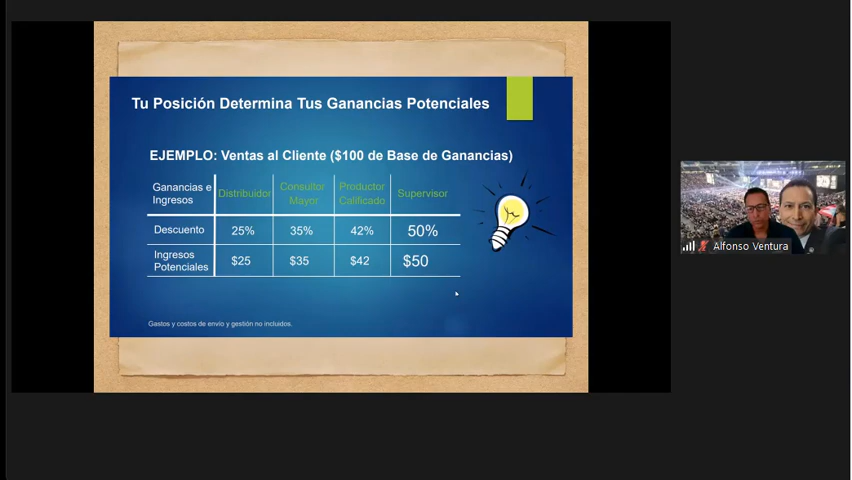 Tu Posición Determina Tus Ganancias Potenciales
EJEMPLO: Ventas al Cliente ($100 de Base de Ganancias)
Ganancias e Ingresos Distribuidor Consultor Mayor Productor Calificado Supervisor
Descuento 25% 35% 42% 50%
Ingresos Potenciales $25 $35 $42 $50
Gastos y costos de envío y gestión no incluidos.
Alfonso Ventura